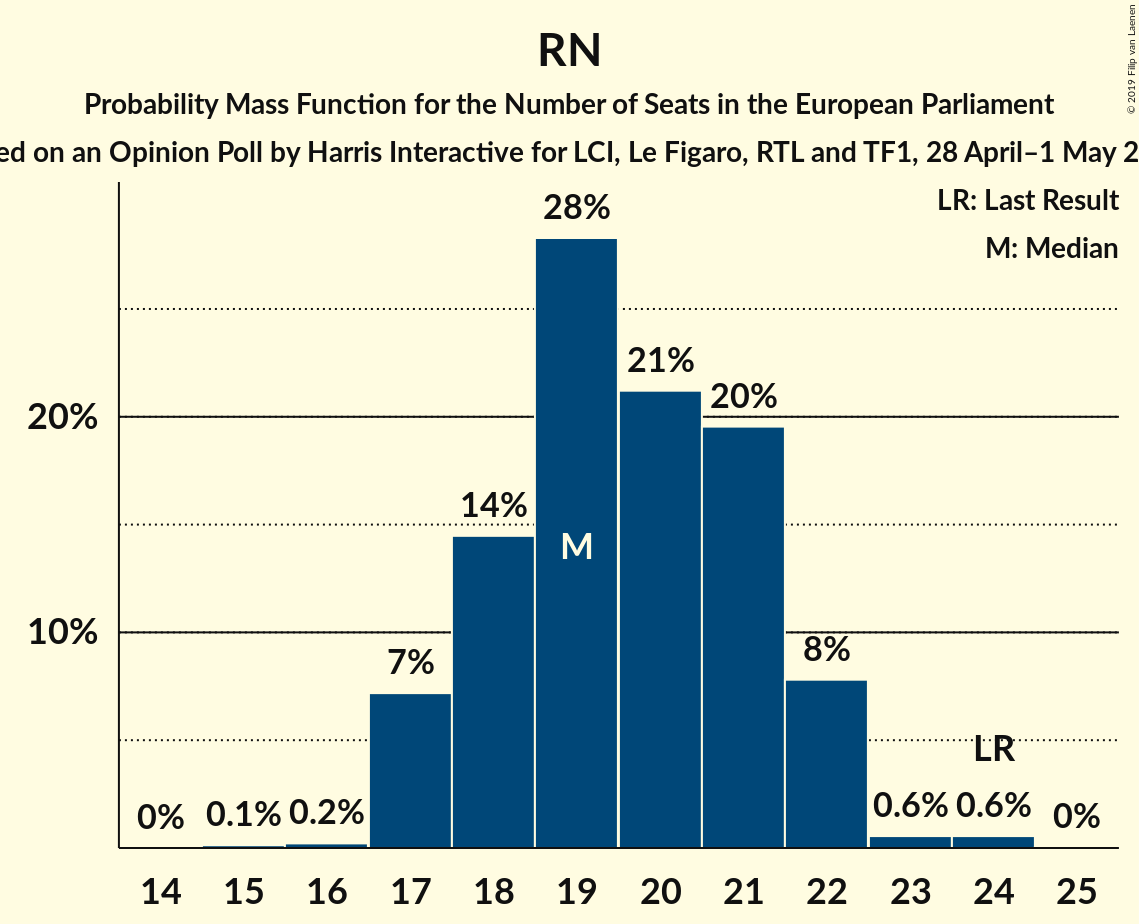 RN
Probability Mass Function for the Number of Seats in the European Parliament
ed on an Opinion Poll by Harris Interactive for LCI, Le Figaro, RTL and TF1, 28 April–1 May 2
© 2019 Filip van Laenen
LR: Last Result
M: Median
28%
21%
20%
20%
14%
M
10%
8%
7%
LR
0%
0.1%
0.2%
0.6%
0.6%
0%
14 15 16 17 18 19 20 21 22 23 24 25